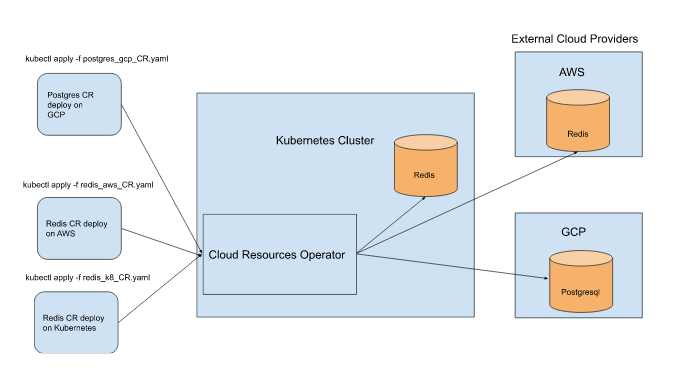 External Cloud Providers
kubectl apply -f postgres_gcp_CR.yaml
Postgres CR
deploy on
GCP
kubectl apply -f redis_aws_CR.yaml
Redis CR deploy
on AWS
kubectl apply -f redis_k8_CR.yaml
Redis CR deploy
on Kubernetes
Kubernetes Cluster
Redis
Cloud Resources Operator
AWS
Redis
GCP
Postgresql